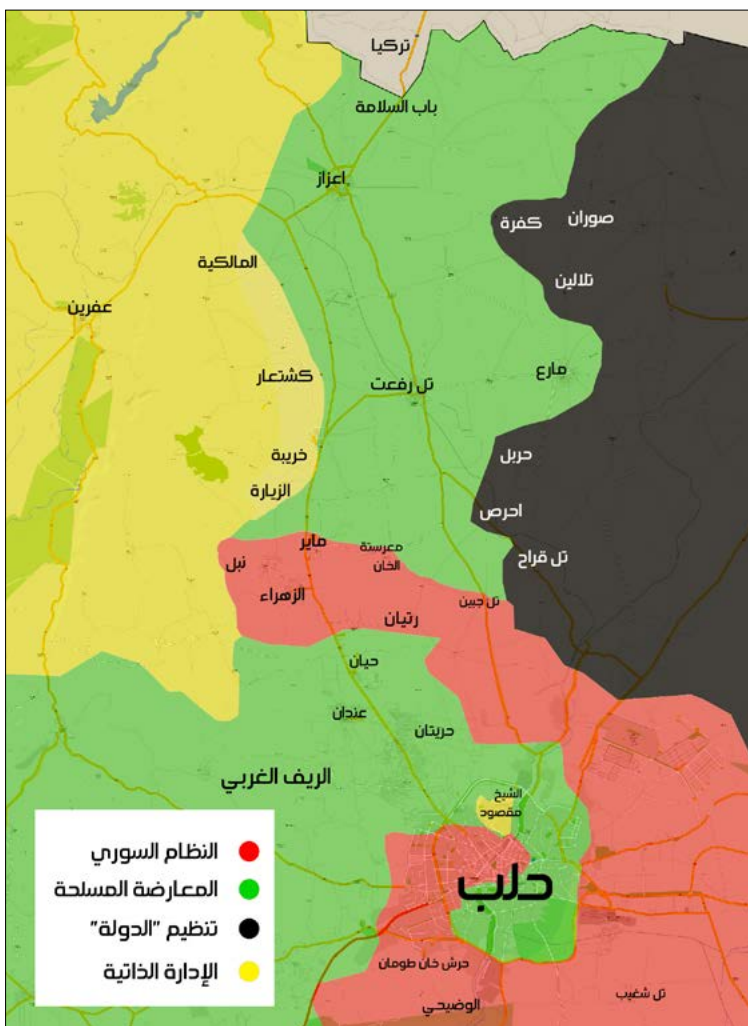 تركيا
باب السلامة
اعزاز
صوران
كفرة
المالكية
تلالين
عفرين
مارع
كشتعار
تل رفعت
حربل
خريبة
الزيارة
احرص
ماير
معرستة
الخان
تل قراح
نبل
الزهراء
تل جبين
رتيان
حيان
عندان
حريتان
الريف الغربي
الشيخ
مقصود
حلب
حرش خان طومان
الوضيحي
تل شغيب
النظام السوري
المعارضة المسلحة
تنظيم "الدولة"
الإدارة الذاتية